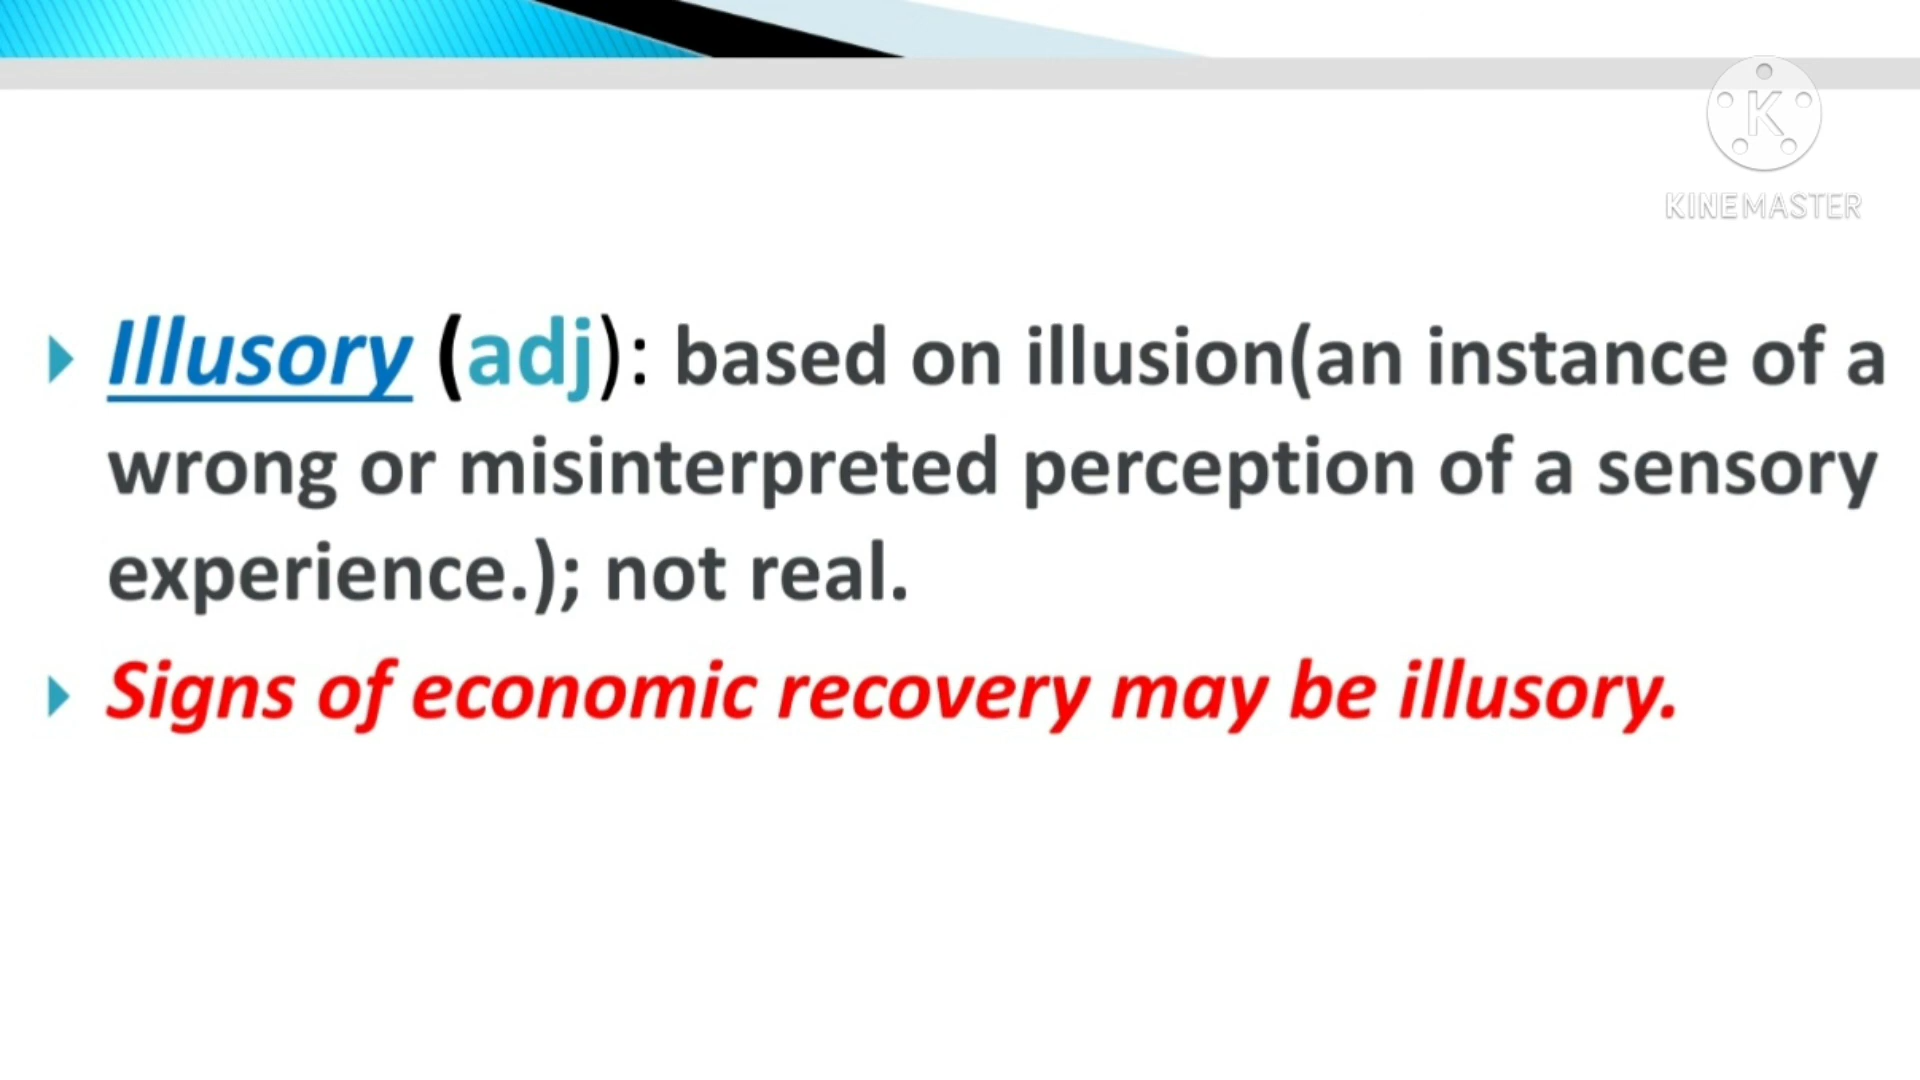 K
KINEMASTER
Illusory (adj): based on illusion(an instance of a
wrong or misinterpreted perception of a sensory
experience.); not real.
Signs of economic recovery may be illusory.